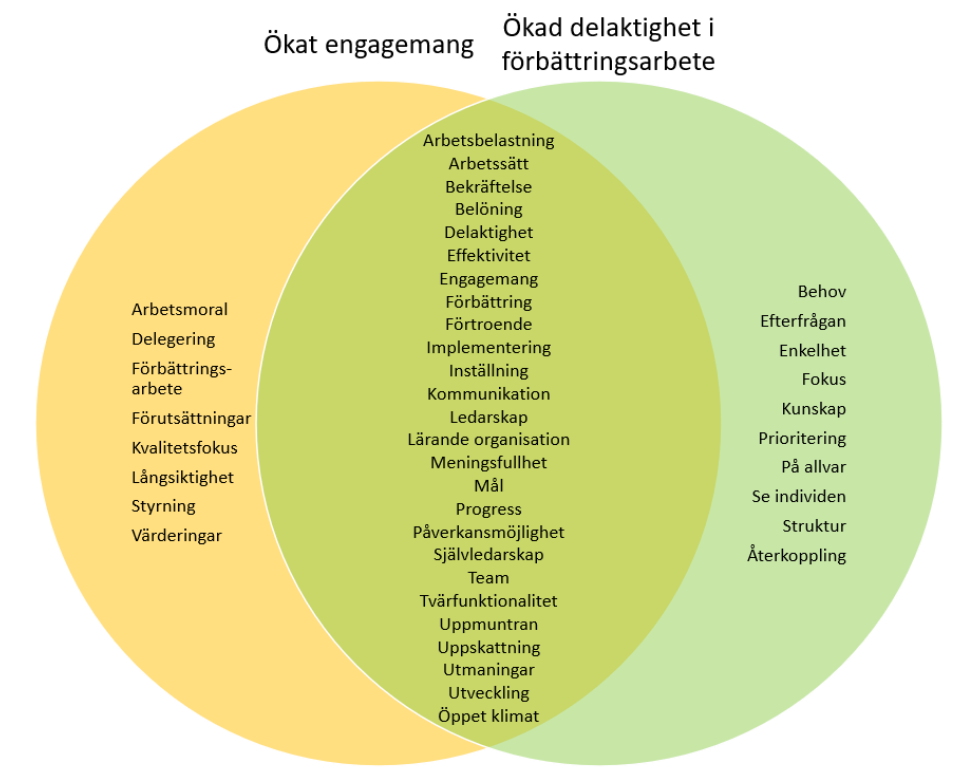 Ökat engagemang
Ökad delaktighet i
förbättringsarbete
Arbetsmoral
Delegering
Förbättrings-
arbete
Förutsättningar
Kvalitetsfokus
Långsiktighet
Styrning
Värderingar
Arbetsbelastning
Arbetssätt
Bekräftelse
Belöning
Delaktighet
Effektivitet
Engagemang
Förbättring
Förtroende
Implementering
Inställning
Kommunikation
Ledarskap
Lärande organisation
Meningsfullhet
Mål
Progress
Påverkansmöjlighet
Självledarskap
Team
Tvärfunktionalitet
Uppmuntran
Uppskattning
Utmaningar
Utveckling
Öppet klimat
Behov
Efterfrågan
Enkelhet
Fokus
Kunskap
Prioritering
På allvar
Se individen
Struktur
Återkoppling